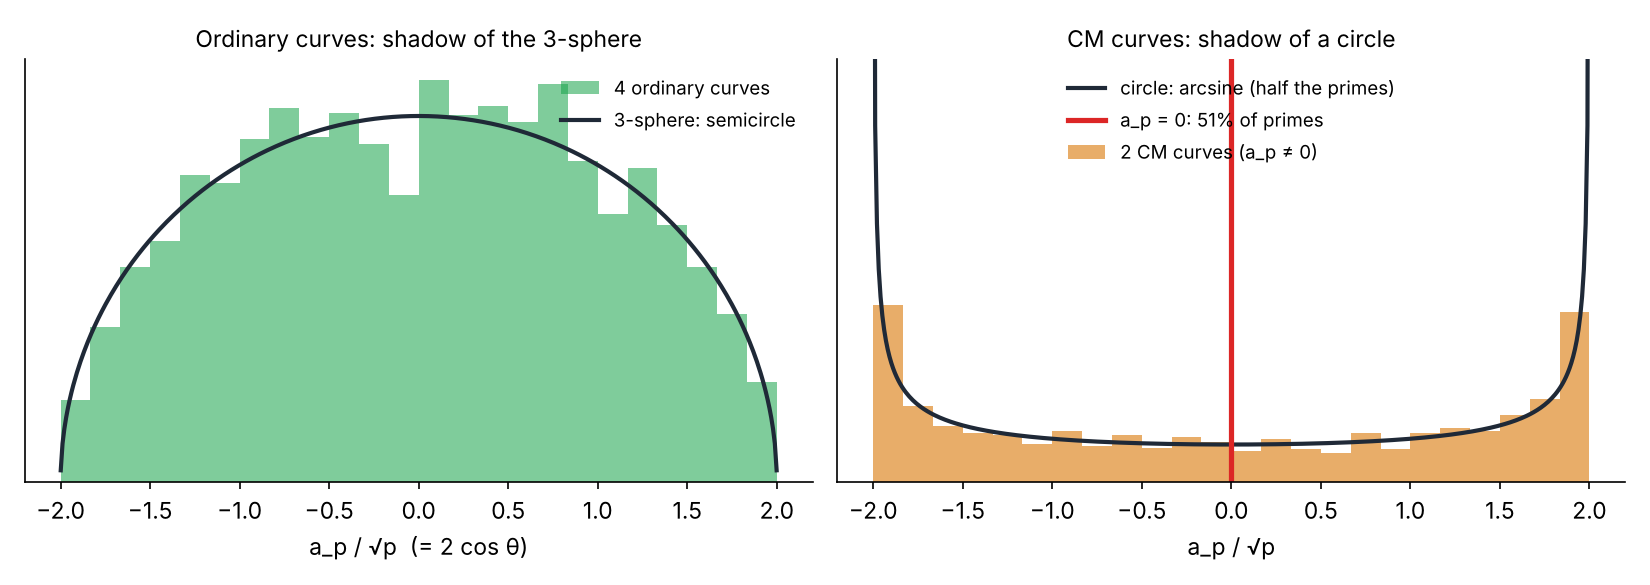 Ordinary curves: shadow of the 3-sphere
4 ordinary curves
3-sphere: semicircle
−2.0 −1.5 −1.0 −0.5 0.0 0.5 1.0 1.5 2.0
a_p / √p (= 2 cos θ)
CM curves: shadow of a circle
circle: arcsine (half the primes)
a_p = 0: 51% of primes
2 CM curves (a_p ≠ 0)
−2.0 −1.5 −1.0 −0.5 0.0 0.5 1.0 1.5 2.0
a_p / √p